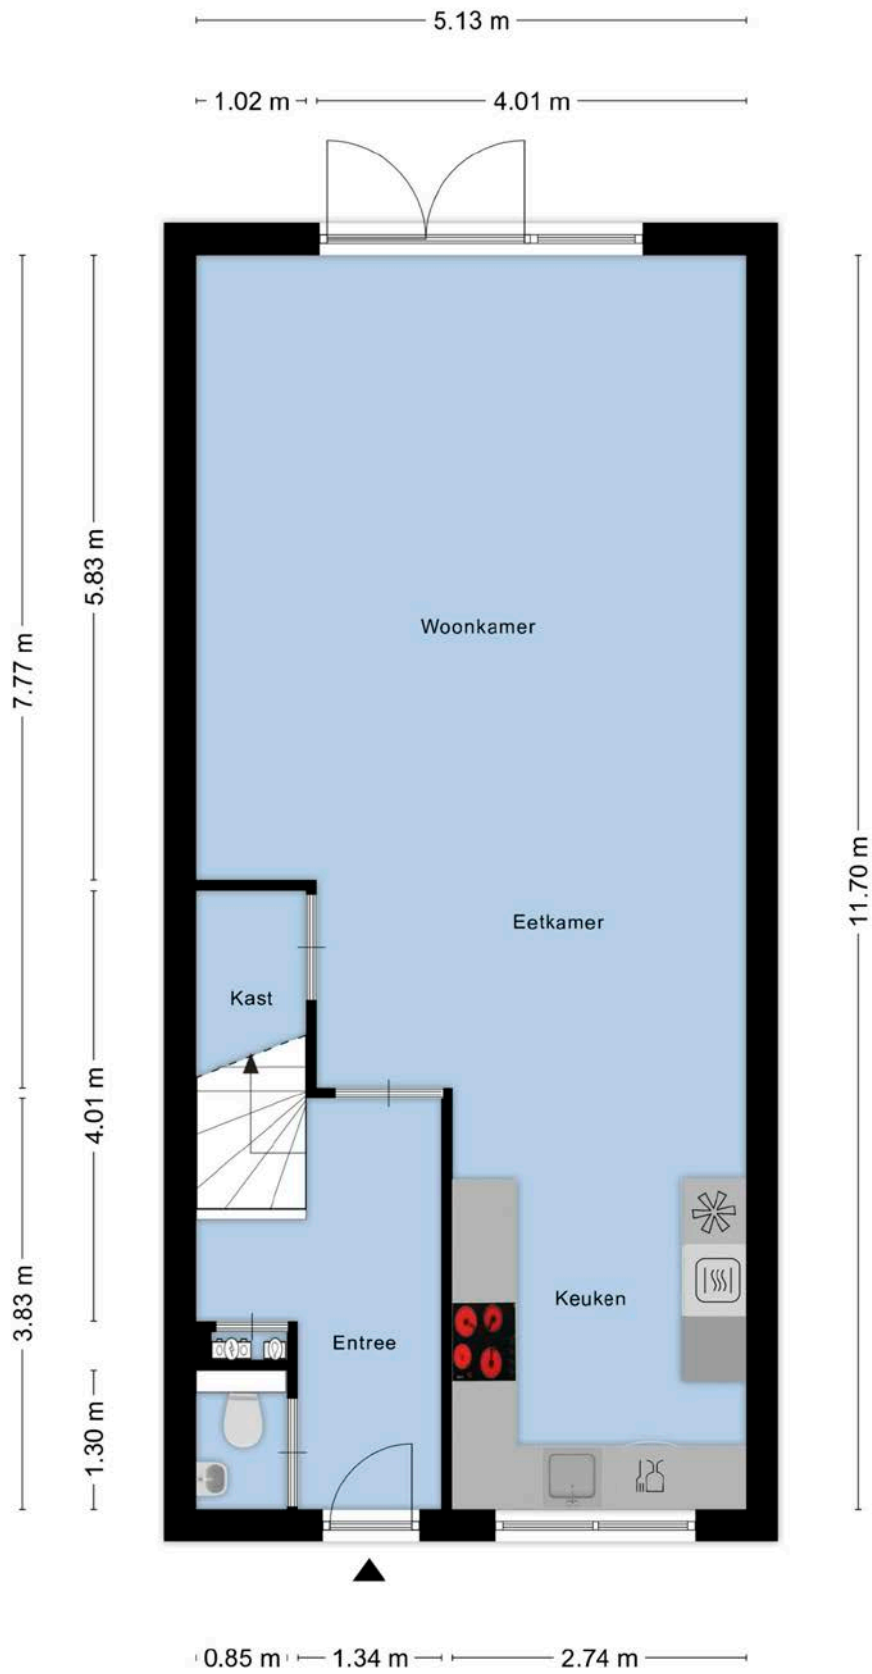 5.13 m
1.02 m
4.01 m
5.83 m
Woonkamer
7.77 m
11.70 m
Eetkamer
Kast
4.01 m
3.83 m
Keuken
Entree
1.30 m
0.85 m
1.34 m
2.74 m